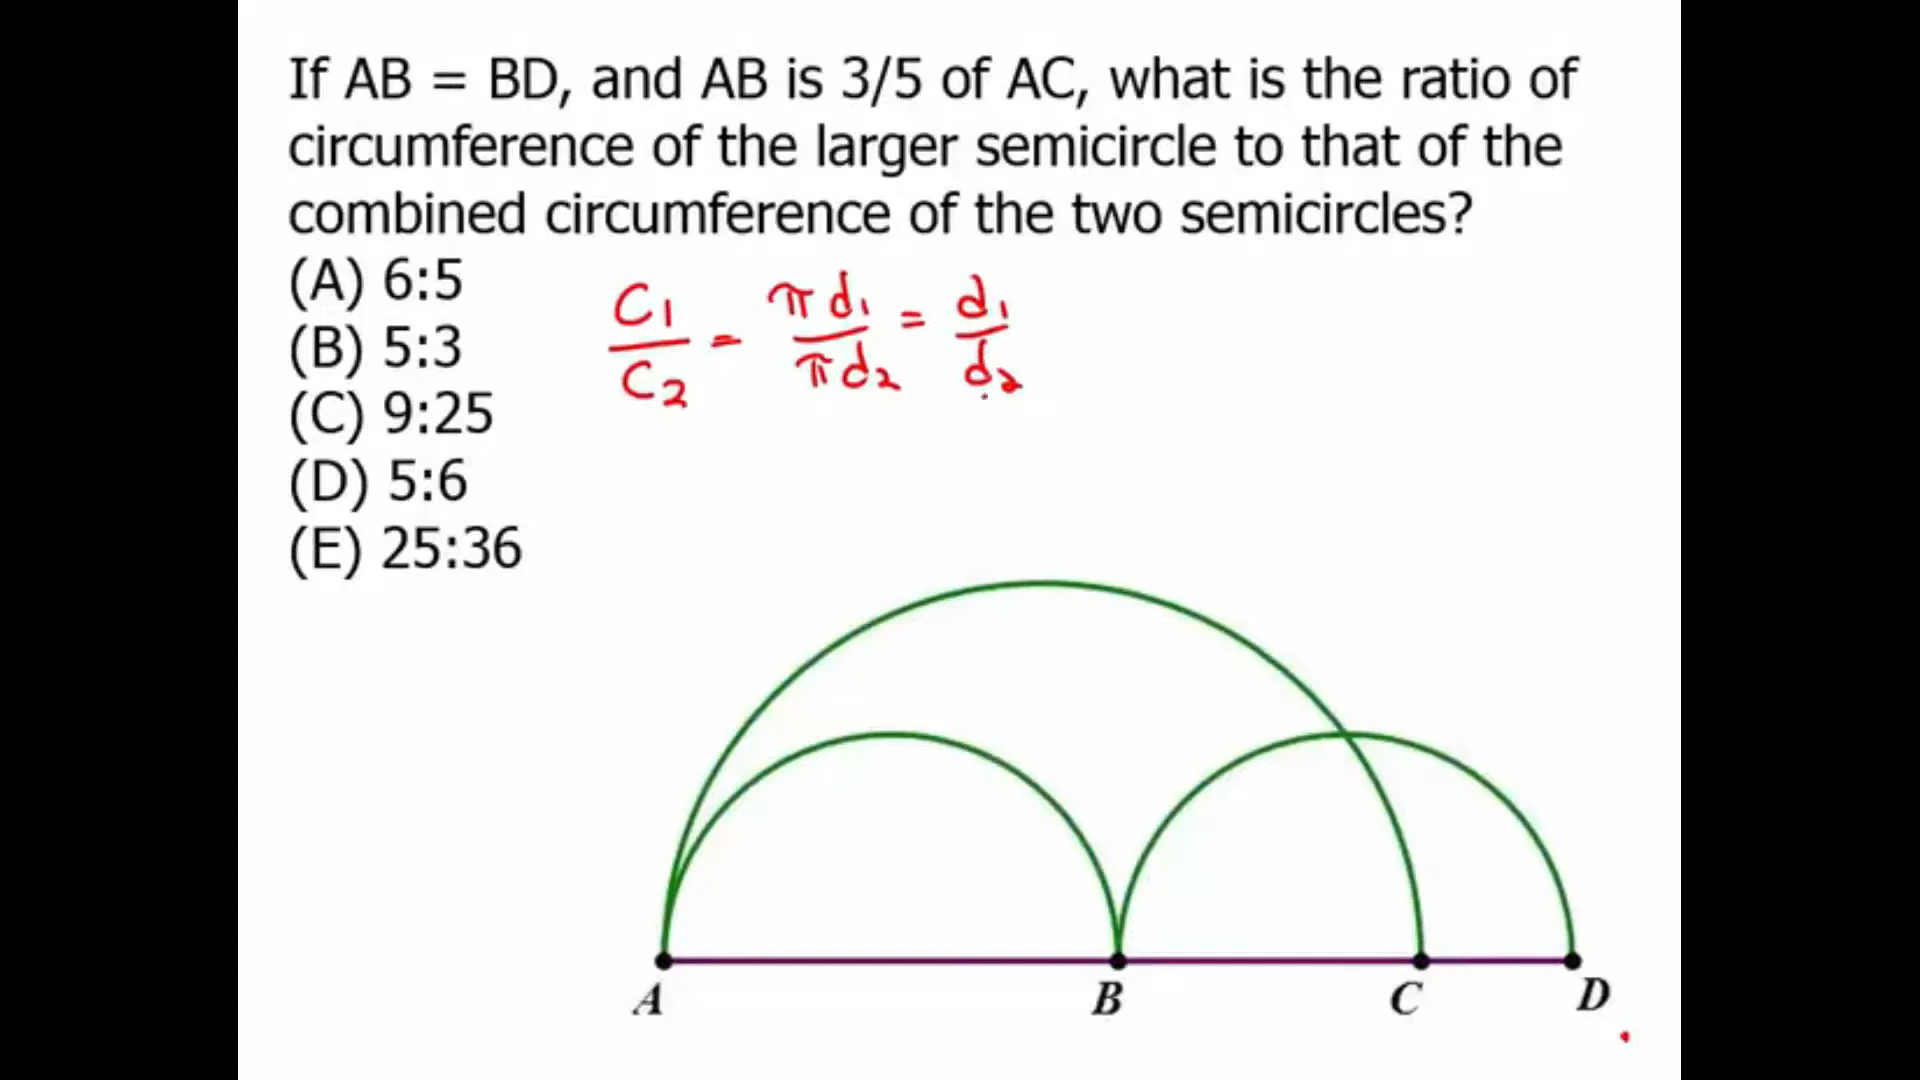 If AB = BD, and AB is 3/5 of AC, what is the ratio of
circumference of the larger semicircle to that of the
combined circumference of the two semicircles?
(A) 6:5
(B) 5:3
(C) 9:25
(D) 5:6
(E) 25:36
C1/C2 = πd1/πd2 = d1/d2
A B C D